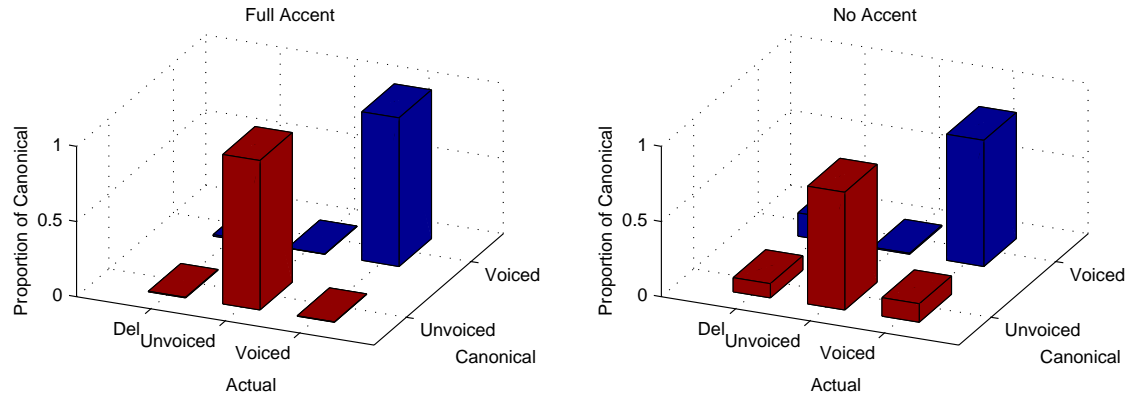 Full Accent
Proportion of Canonical
1
0.5
0
Del
Unvoiced
Voiced
Actual
Voiced
Unvoiced
Canonical
No Accent
Proportion of Canonical
1
0.5
0
Del
Unvoiced
Voiced
Actual
Voiced
Unvoiced
Canonical